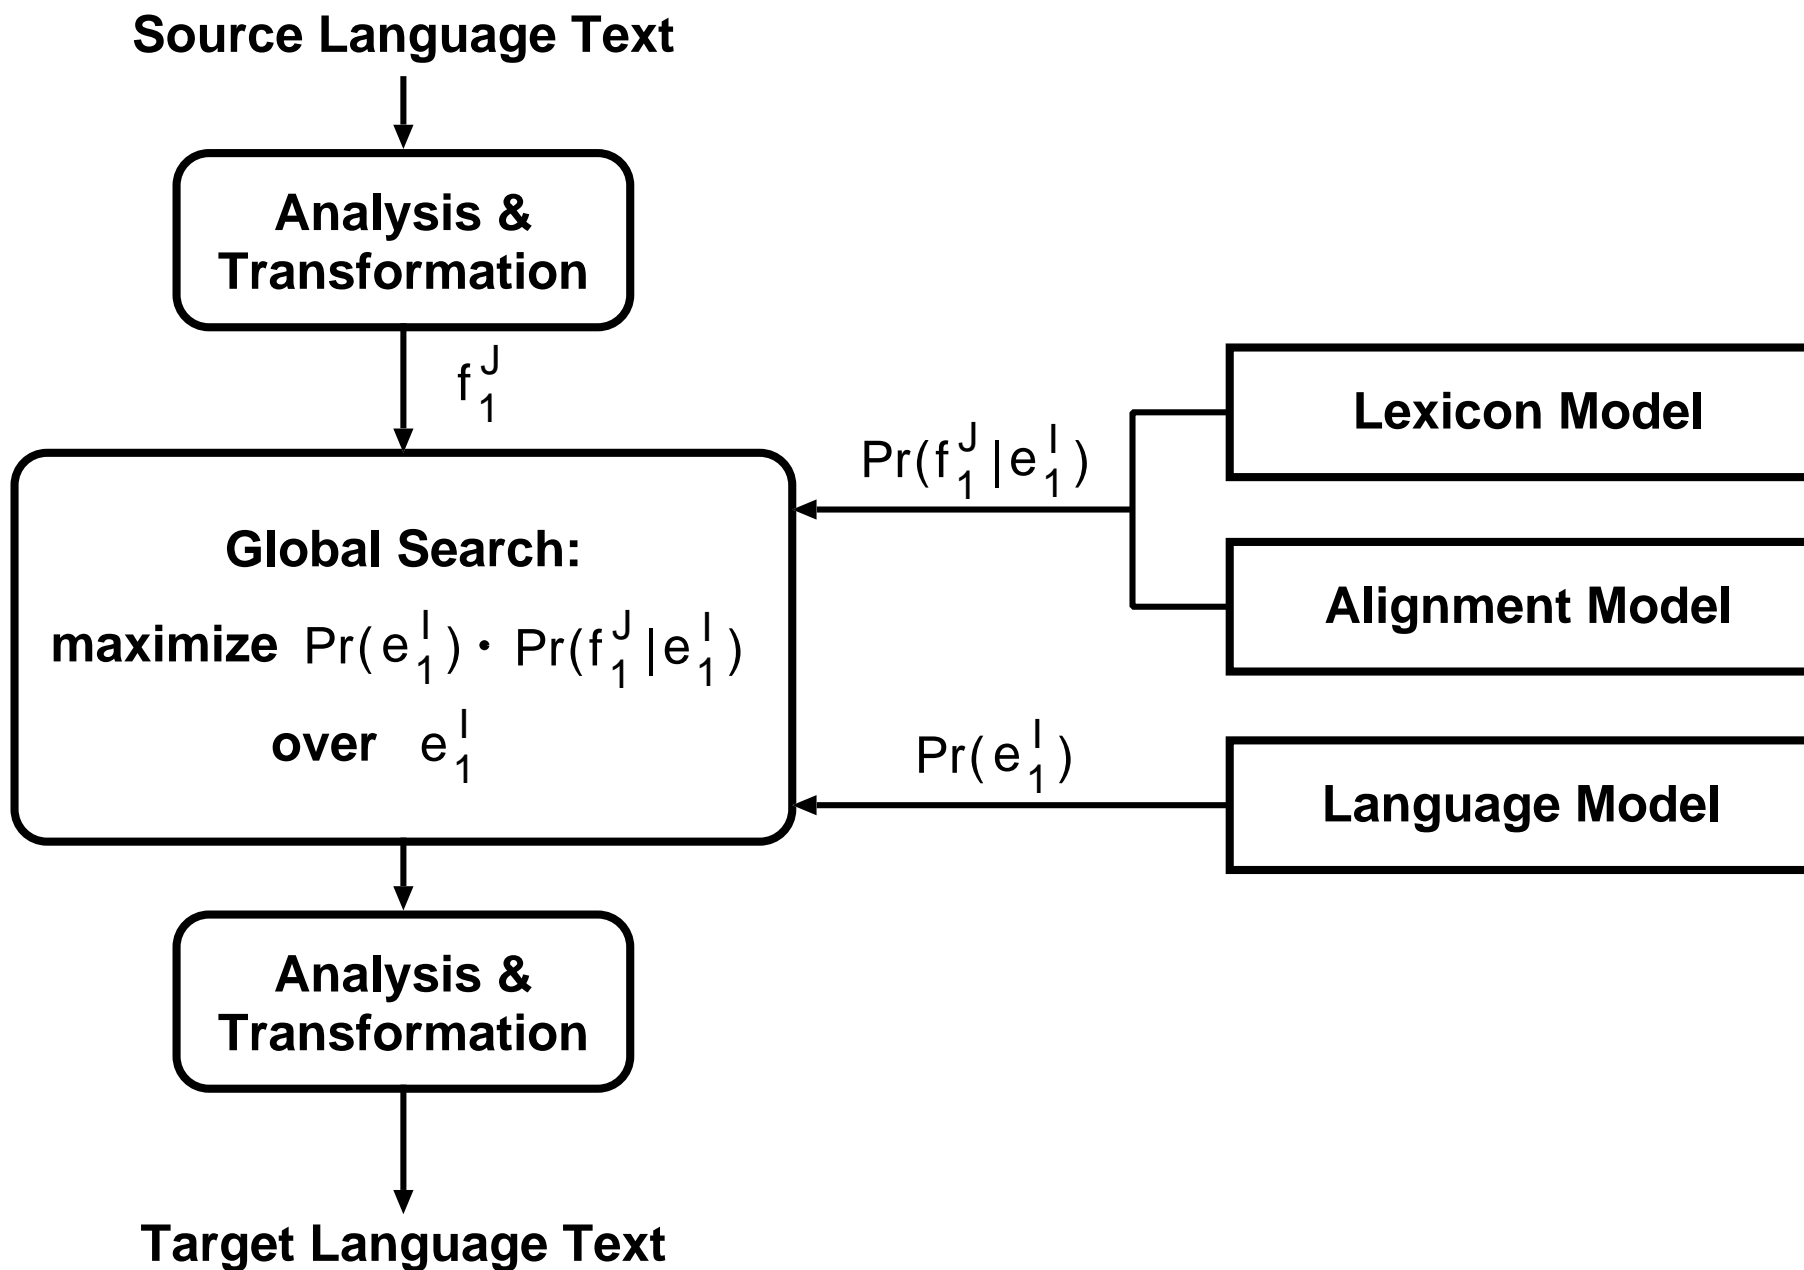 Source Language Text
Analysis &
Transformation
f_1^J
Lexicon Model
Pr(f_1^J|e_1^I)
Global Search:
maximize Pr(e_1^I) · Pr(f_1^J|e_1^I)
over e_1^I
Alignment Model
Pr(e_1^I)
Language Model
Analysis &
Transformation
Target Language Text